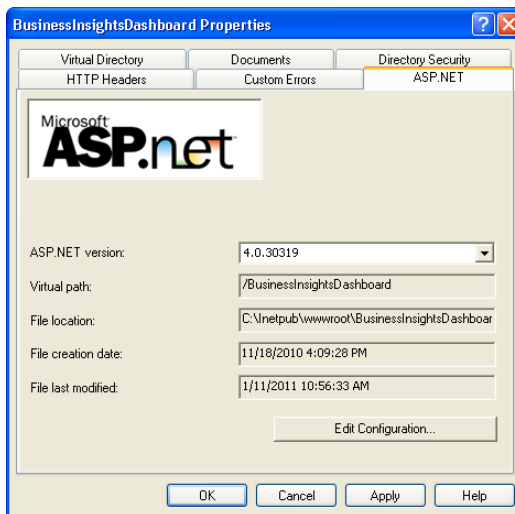 BusinessInsightsDashboard Properties
Virtual Directory Documents Directory Security
HTTP Headers Custom Errors ASP.NET
Microsoft
ASP.net
ASP.NET version: 4.0.30319
Virtual path: /BusinessInsightsDashboard
File location: C:\Inetpub\wwwroot\BusinessInsightsDashboar
File creation date: 11/18/2010 4:09:28 PM
File last modified: 1/11/2011 10:56:33 AM
Edit Configuration...
OK Cancel Apply Help